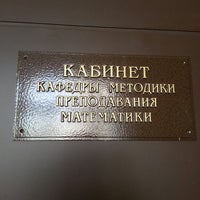 КАБИНЕТ
КАФЕДРЫ МЕТОДИКИ
ПРЕПОДАВАНИЯ
МАТЕМАТИКИ